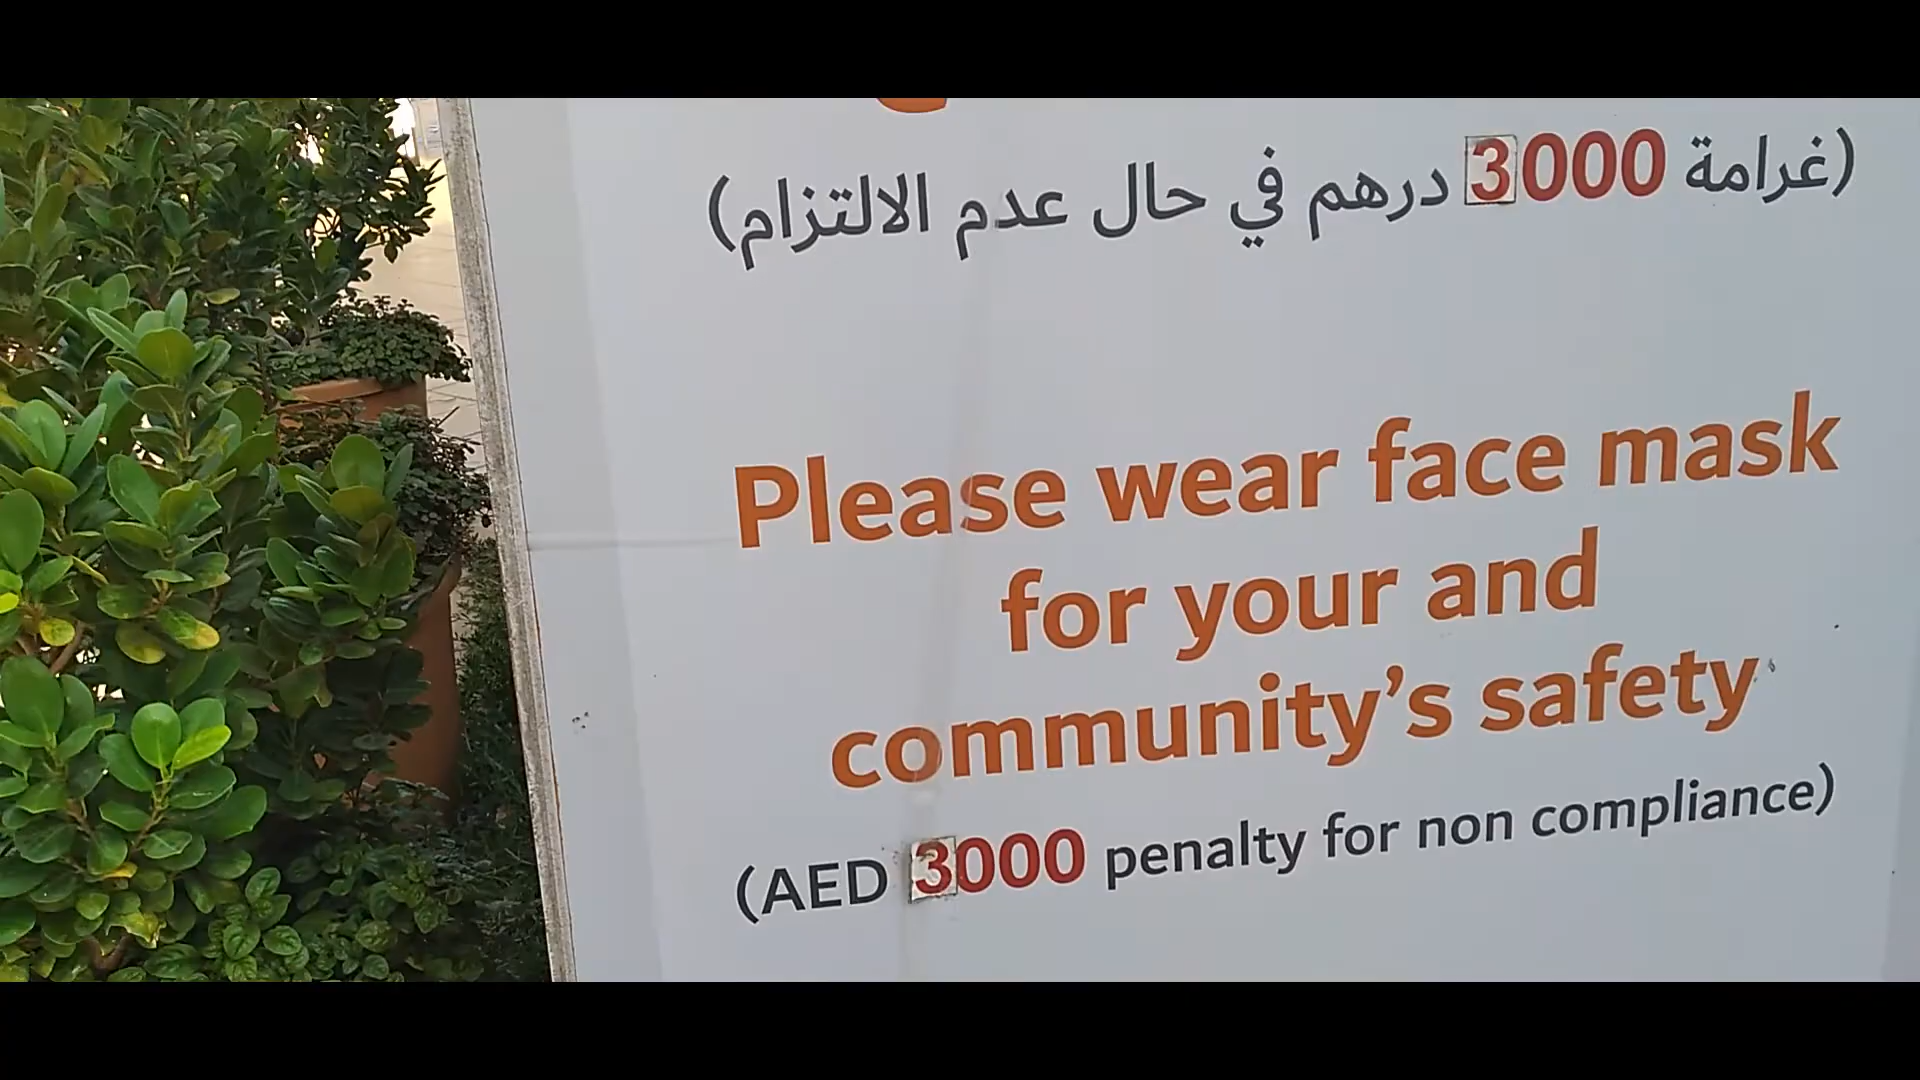 (غرامة 3000 درهم في حال عدم الالتزام)
Please wear face mask
for your and
community's safety
(AED 3000 penalty for non compliance)